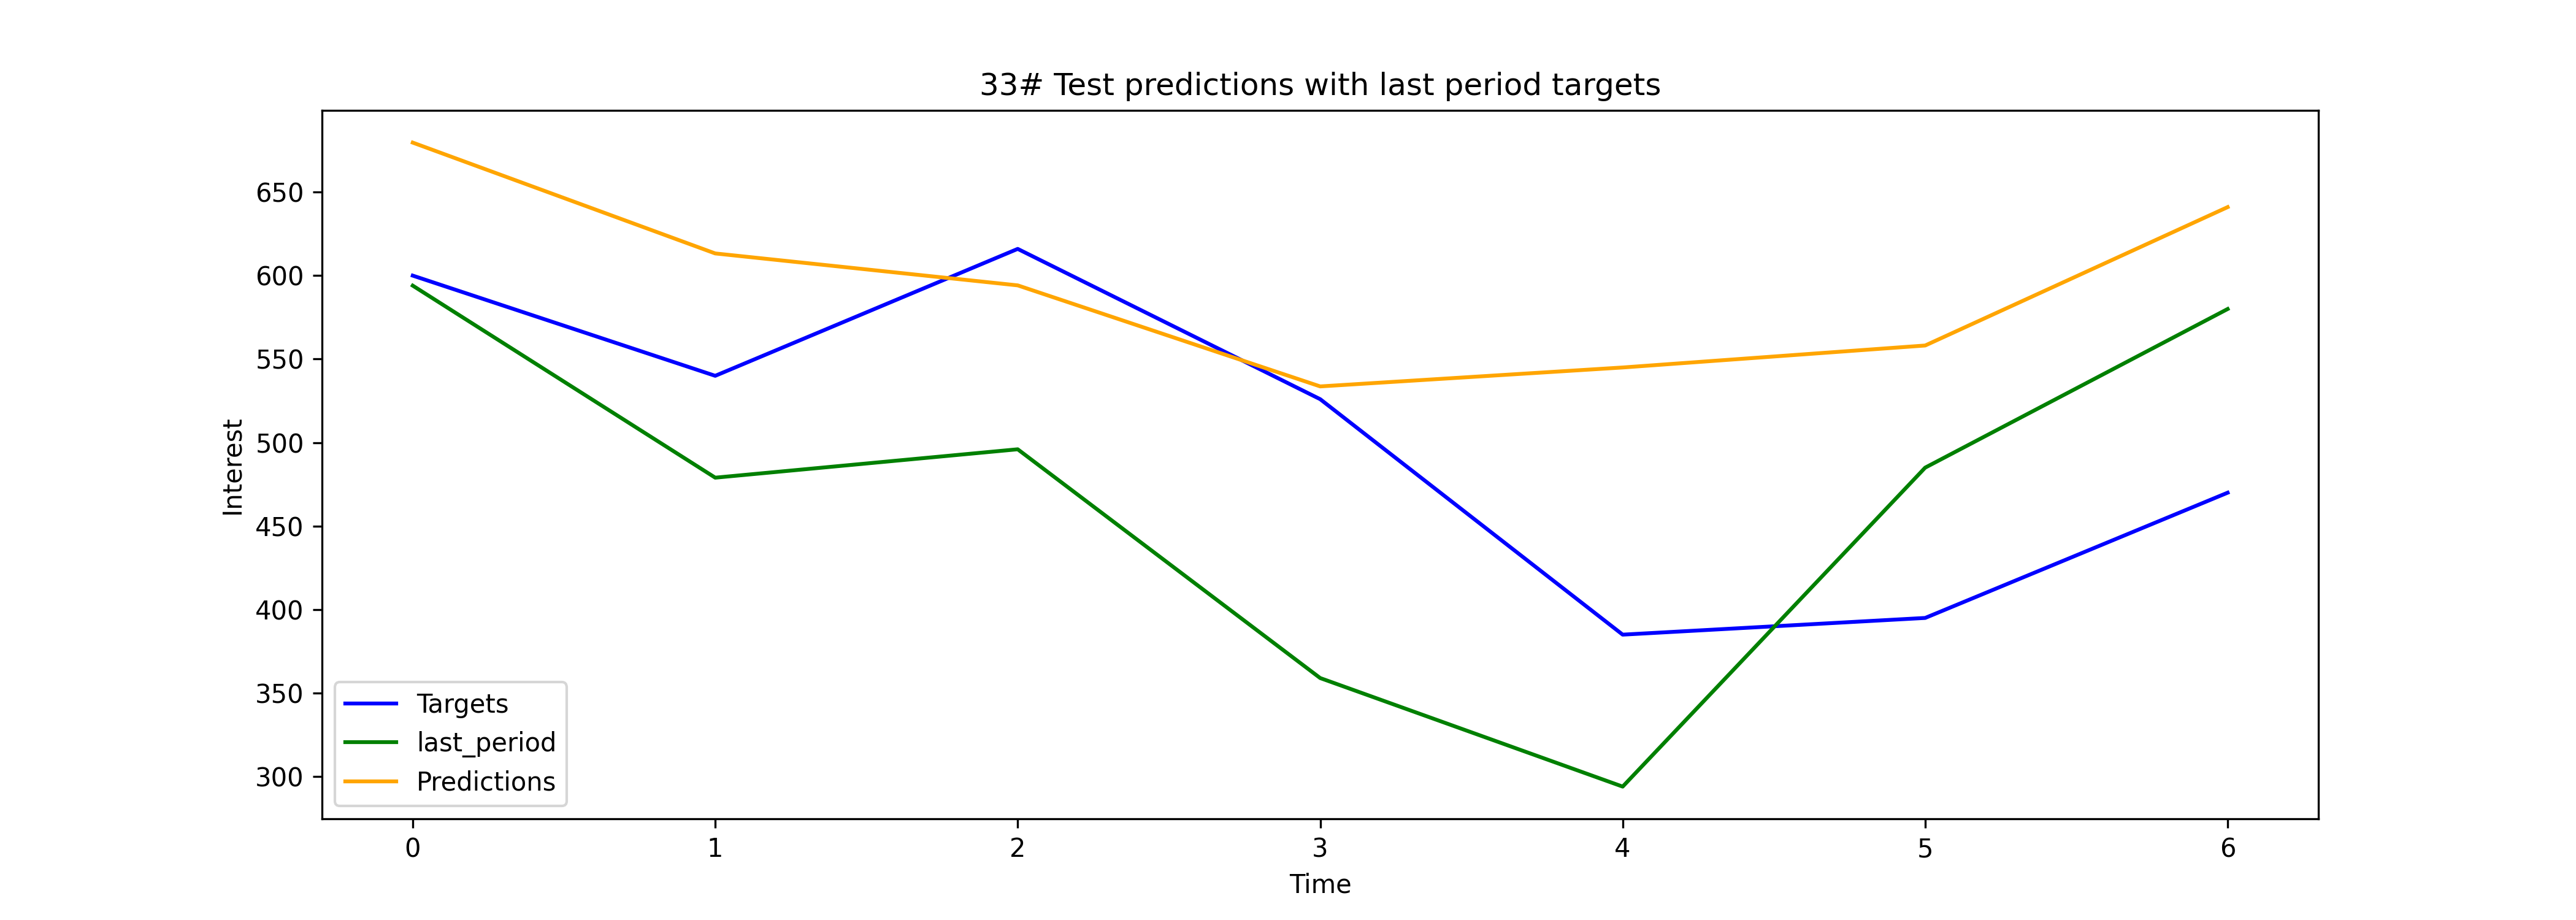 33# Test predictions with last period targets
Interest
650
600
550
500
450
400
350
300
Targets
last_period
Predictions
0 1 2 3 4 5 6
Time